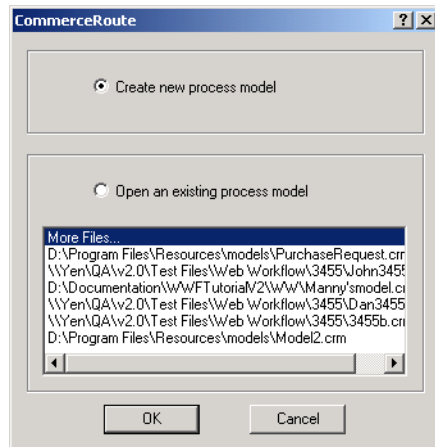 CommerceRoute
Create new process model
Open an existing process model
More Files...
D:\Program Files\Resources\models\PurchaseRequest.crm
\\Yen\QA\v2.0\Test Files\Web Workflow\3455\John3455
D:\Documentation\WWFTutorialV2\WW\Manny'smodel.cr
\\Yen\QA\v2.0\Test Files\Web Workflow\3455\Dan3455
\\Yen\QA\v2.0\Test Files\Web Workflow\3455\3455b.crm
D:\Program Files\Resources\models\Model2.crm
OK
Cancel